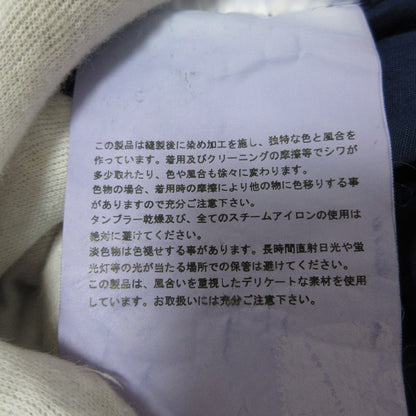 この製品は縫製後に染め加工を施し、独特な色と風合を
作っています。着用及びクリーニングの摩擦等でシワが
多少取れたり、色や風合も徐々に変わります。
色物の場合、着用時の摩擦により他の物に色移りする事
がありますので充分ご注意下さい。
タンブラー乾燥及び、全てのスチームアイロンの使用は
絶対に避けてください。
淡色物は色褪せする事があります。長時間直射日光や蛍
光灯等の光が当たる場所での保管は避けてください。
この製品は、風合いを重視したデリケートな素材を使用
しています。お取扱いには充分ご注意下さい。